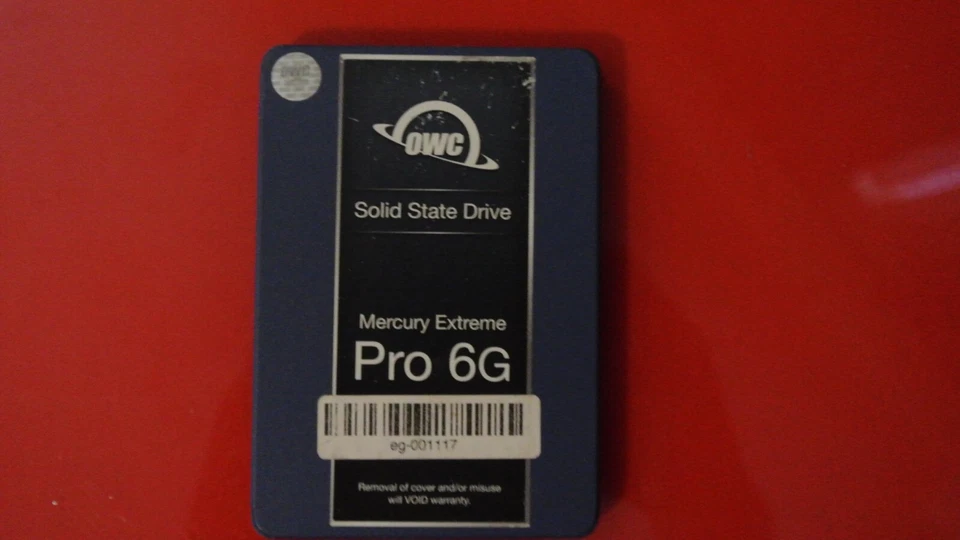 OWC
OWC
Solid State Drive
Mercury Extreme
Pro 6G
eg-001117
Removal of cover and/or misuse
will VOID warranty.